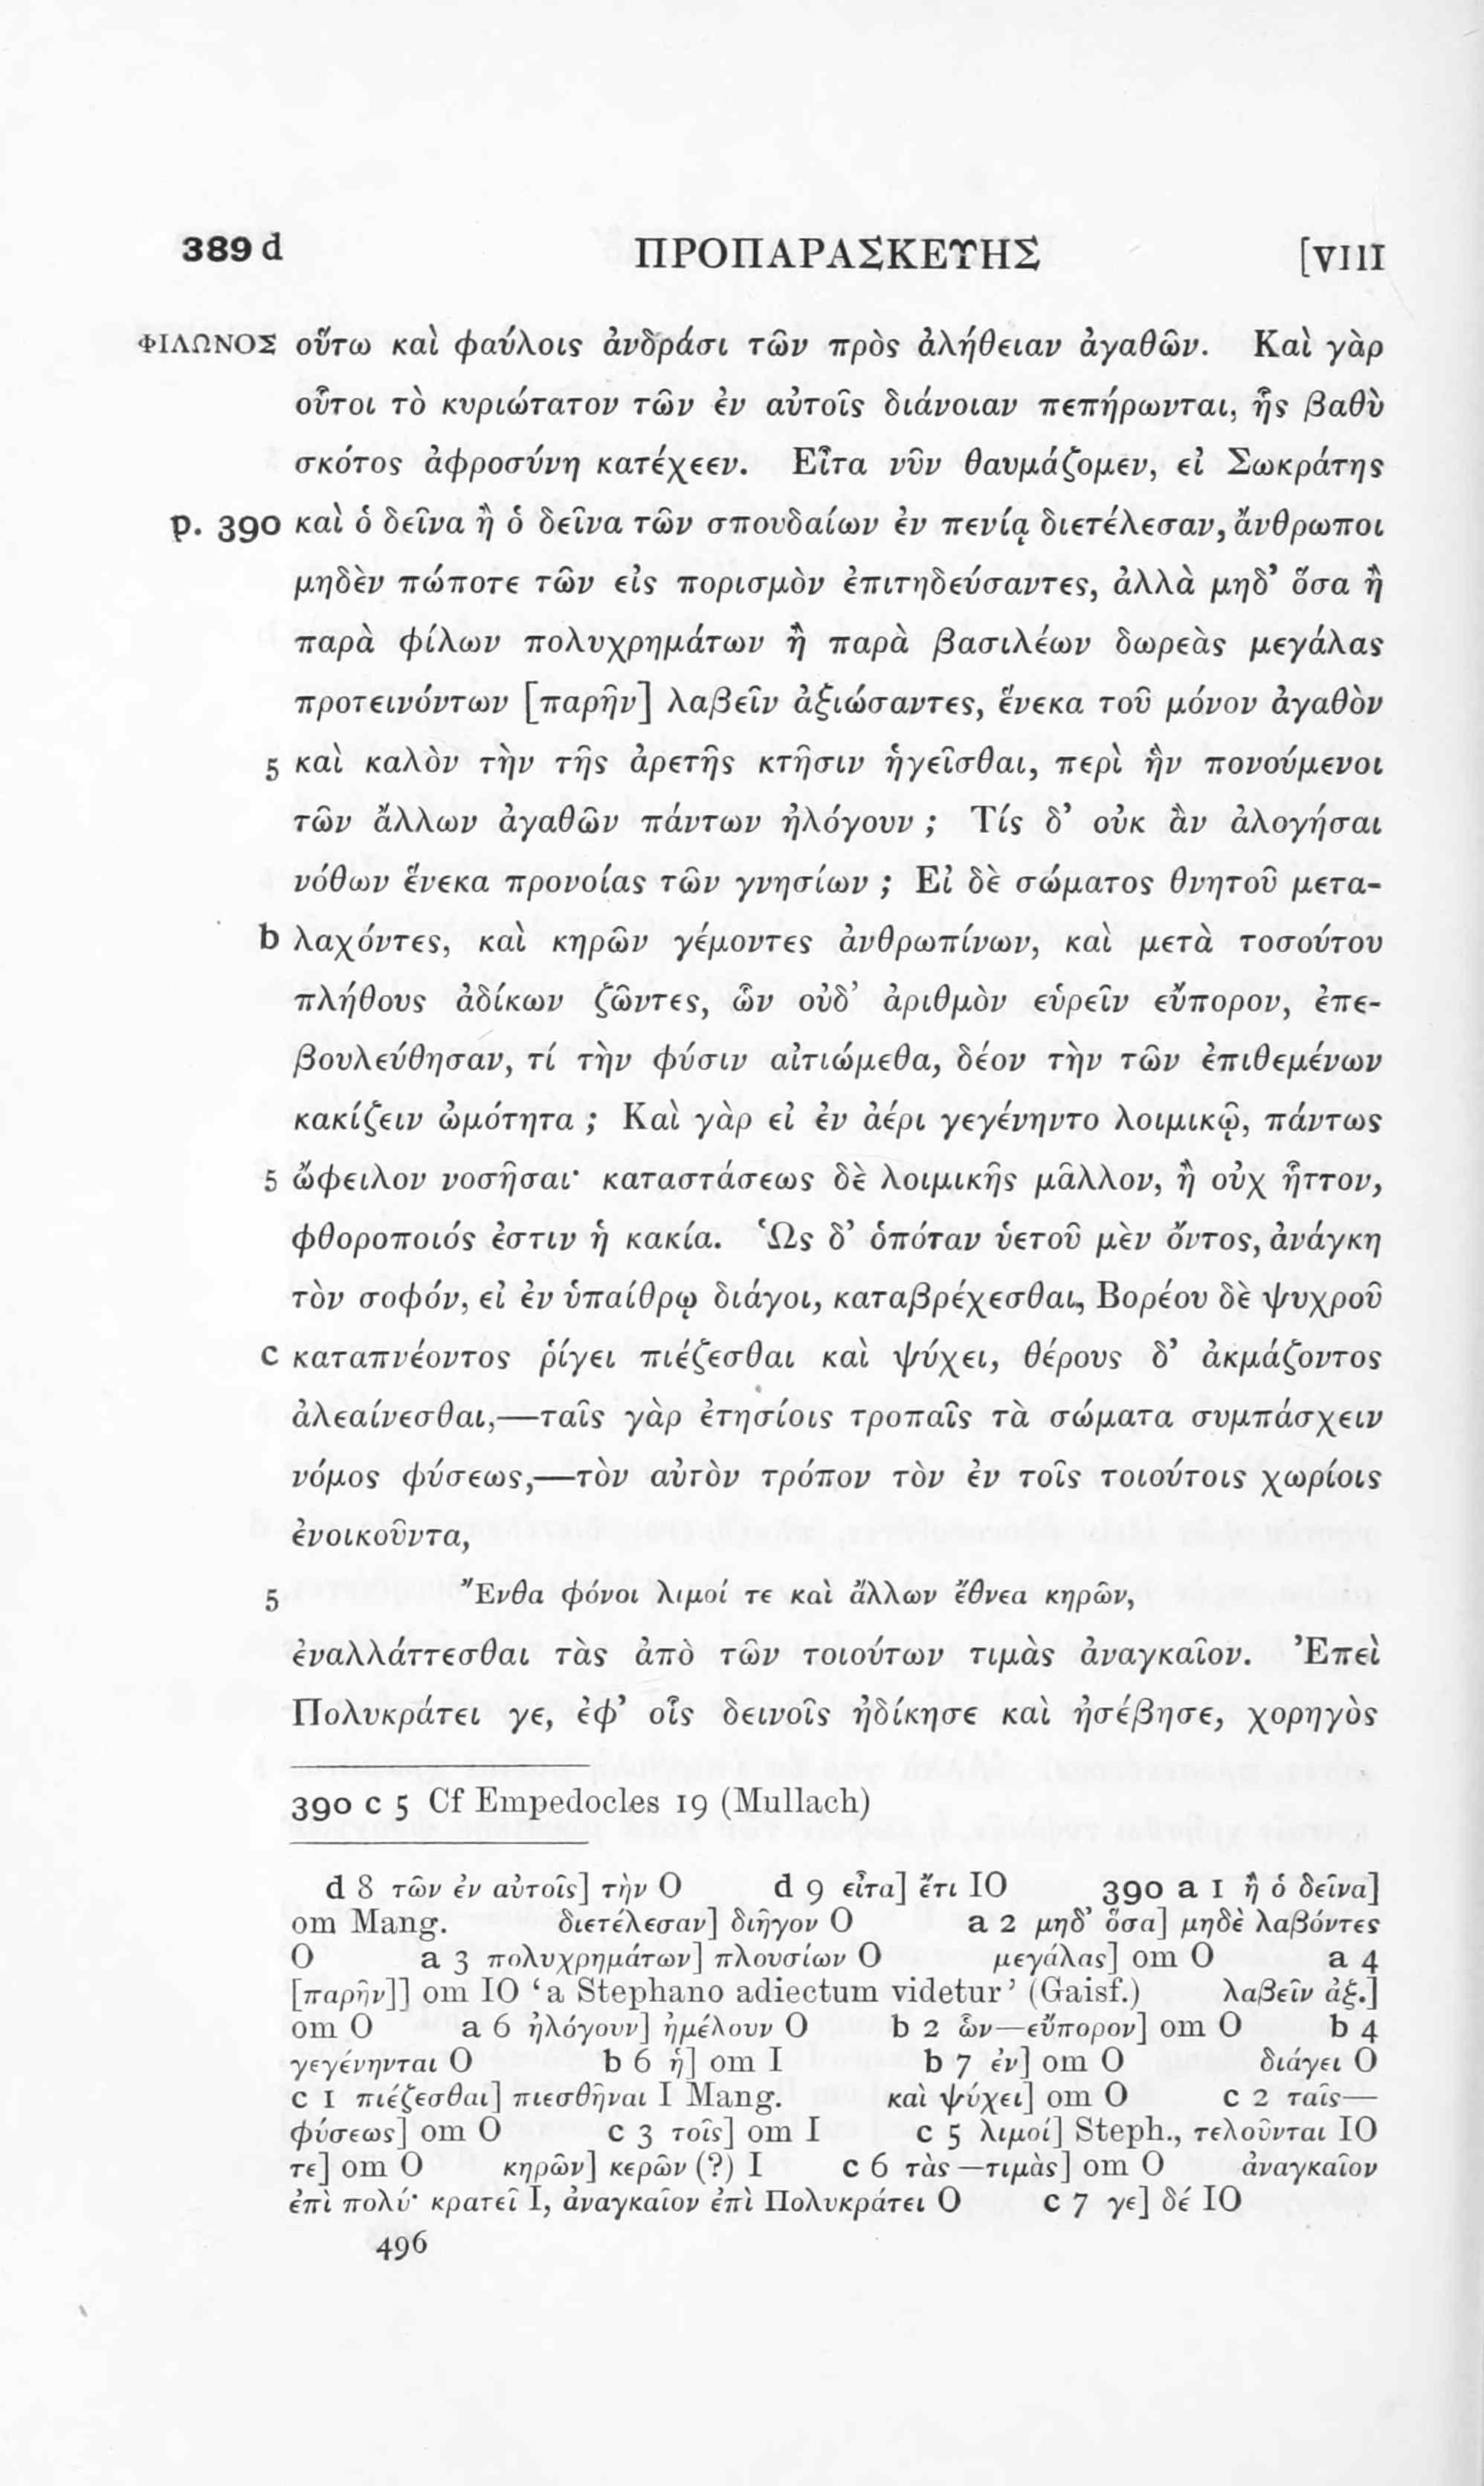 389 d ΠΡΟΠΑΡΑΣΚΕΥΗΣ [VIII
ΦΙΛΩΝΟΣ οὕτω καὶ φαύλοις ἀνδράσι τῶν πρὸς ἀλήθειαν ἀγαθῶν. Καὶ γὰρ
οὗτοι τὸ κυριώτατον τῶν ἐν αὐτοῖς διάνοιαν πεπήρωνται, ἧς βαθὺ
σκότος ἀφροσύνη κατέχεεν. Εἶτα νῦν θαυμάζομεν, εἰ Σωκράτης
p. 390 καὶ ὁ δεῖνα ἢ ὁ δεῖνα τῶν σπουδαίων ἐν πενίᾳ διετέλεσαν, ἄνθρωποι
μηδὲν πώποτε τῶν εἰς πορισμὸν ἐπιτηδεύσαντες, ἀλλὰ μηδ’ ὅσα ἢ
παρὰ φίλων πολυχρημάτων ἢ παρὰ βασιλέων δωρεὰς μεγάλας
προτεινόντων [παρῆν] λαβεῖν ἀξιώσαντες, ἕνεκα τοῦ μόνον ἀγαθὸν
5 καὶ καλὸν τὴν τῆς ἀρετῆς κτῆσιν ἡγεῖσθαι, περὶ ἣν πονούμενοι
τῶν ἄλλων ἀγαθῶν πάντων ἠλόγουν ; Τίς δ’ οὐκ ἂν ἀλογήσαι
νόθων ἕνεκα προνοίας τῶν γνησίων ; Εἰ δὲ σώματος θνητοῦ μετα-
b λαχόντες, καὶ κηρῶν γέμοντες ἀνθρωπίνων, καὶ μετὰ τοσούτου
πλήθους ἀδίκων ζῶντες, ὧν οὐδ’ ἀριθμὸν εὑρεῖν εὔπορον, ἐπε-
βουλεύθησαν, τί τὴν φύσιν αἰτιώμεθα, δέον τὴν τῶν ἐπιθεμένων
κακίζειν ὠμότητα ; Καὶ γὰρ εἰ ἐν ἀέρι γεγένηντο λοιμικῷ, πάντως
5 ὤφειλον νοσῆσαι· καταστάσεως δὲ λοιμικῆς μᾶλλον, ἢ οὐχ ἧττον,
φθοροποιός ἐστιν ἡ κακία. Ὡς δ’ ὁπόταν ὑετοῦ μὲν ὄντος, ἀνάγκη
τὸν σοφόν, εἰ ἐν ὑπαίθρῳ διάγοι, καταβρέχεσθαι, Βορέου δὲ ψυχροῦ
c καταπνέοντος ῥίγει πιέζεσθαι καὶ ψύχει, θέρους δ’ ἀκμάζοντος
ἀλεαίνεσθαι,—ταῖς γὰρ ἐτησίοις τροπαῖς τὰ σώματα συμπάσχειν
νόμος φύσεως,—τὸν αὐτὸν τρόπον τὸν ἐν τοῖς τοιούτοις χωρίοις
ἐνοικοῦντα,
5 Ἔνθα φόνοι λιμοί τε καὶ ἄλλων ἔθνεα κηρῶν,
ἐναλλάττεσθαι τὰς ἀπὸ τῶν τοιούτων τιμὰς ἀναγκαῖον. Ἐπεὶ
Πολυκράτει γε, ἐφ’ οἷς δεινοῖς ἠδίκησε καὶ ἠσέβησε, χορηγὸς
390 c 5 Cf Empedocles 19 (Mullach)
d 8 τῶν ἐν αὐτοῖς] τὴν O d 9 εἶτα] ἔτι IO 390 a 1 ἢ ὁ δεῖνα]
om Mang. διετέλεσαν] διῆγον O a 2 μηδ’ ὅσα] μηδὲ λαβόντες
O a 3 πολυχρημάτων] πλουσίων O μεγάλας] om O a 4
[παρῆν]] om IO ‘a Stephano adiectum videtur’ (Gaisf.) λαβεῖν ἀξ.]
om O a 6 ἠλόγουν] ἠμέλουν O b 2 ὧν—εὔπορον] om O b 4
γεγένηνται O b 6 ἡ] om I b 7 ἐν] om O διάγει O
c 1 πιέζεσθαι] πιεσθῆναι I Mang. καὶ ψύχει] om O c 2 ταῖς—
φύσεως] om O c 3 τοῖς] om I c 5 λιμοί] Steph., τελοῦνται IO
τε] om O κηρῶν] κερῶν (?) I c 6 τὰς —τιμὰς] om O ἀναγκαῖον
ἐπὶ πολύ· κρατεῖ I, ἀναγκαῖον ἐπὶ Πολυκράτει O c 7 γε] δέ IO
496